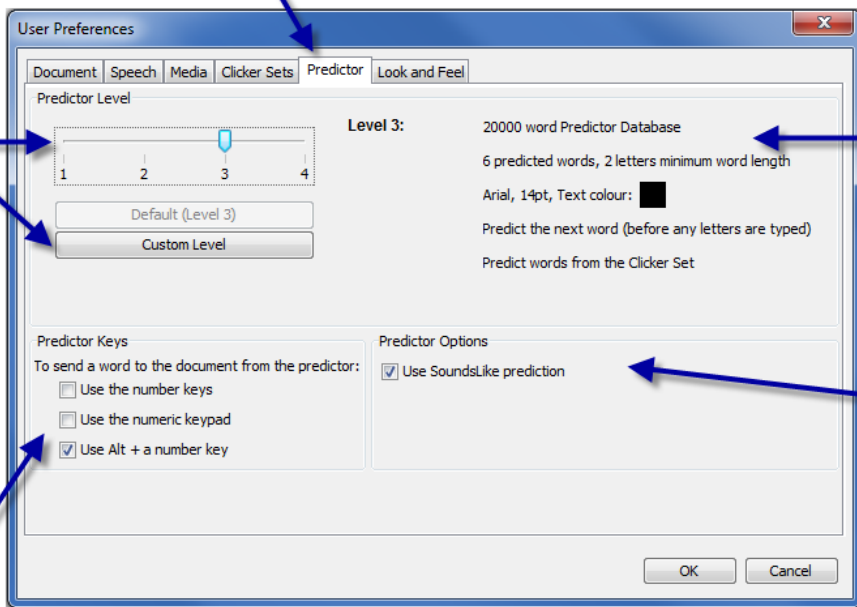 User Preferences
Document Speech Media Clicker Sets Predictor Look and Feel
Predictor Level
1 2 3 4
Default (Level 3)
Custom Level
Level 3:
20000 word Predictor Database
6 predicted words, 2 letters minimum word length
Arial, 14pt, Text colour:
Predict the next word (before any letters are typed)
Predict words from the Clicker Set
Predictor Keys
To send a word to the document from the predictor:
Use the number keys
Use the numeric keypad
Use Alt + a number key
Predictor Options
Use SoundsLike prediction
OK Cancel